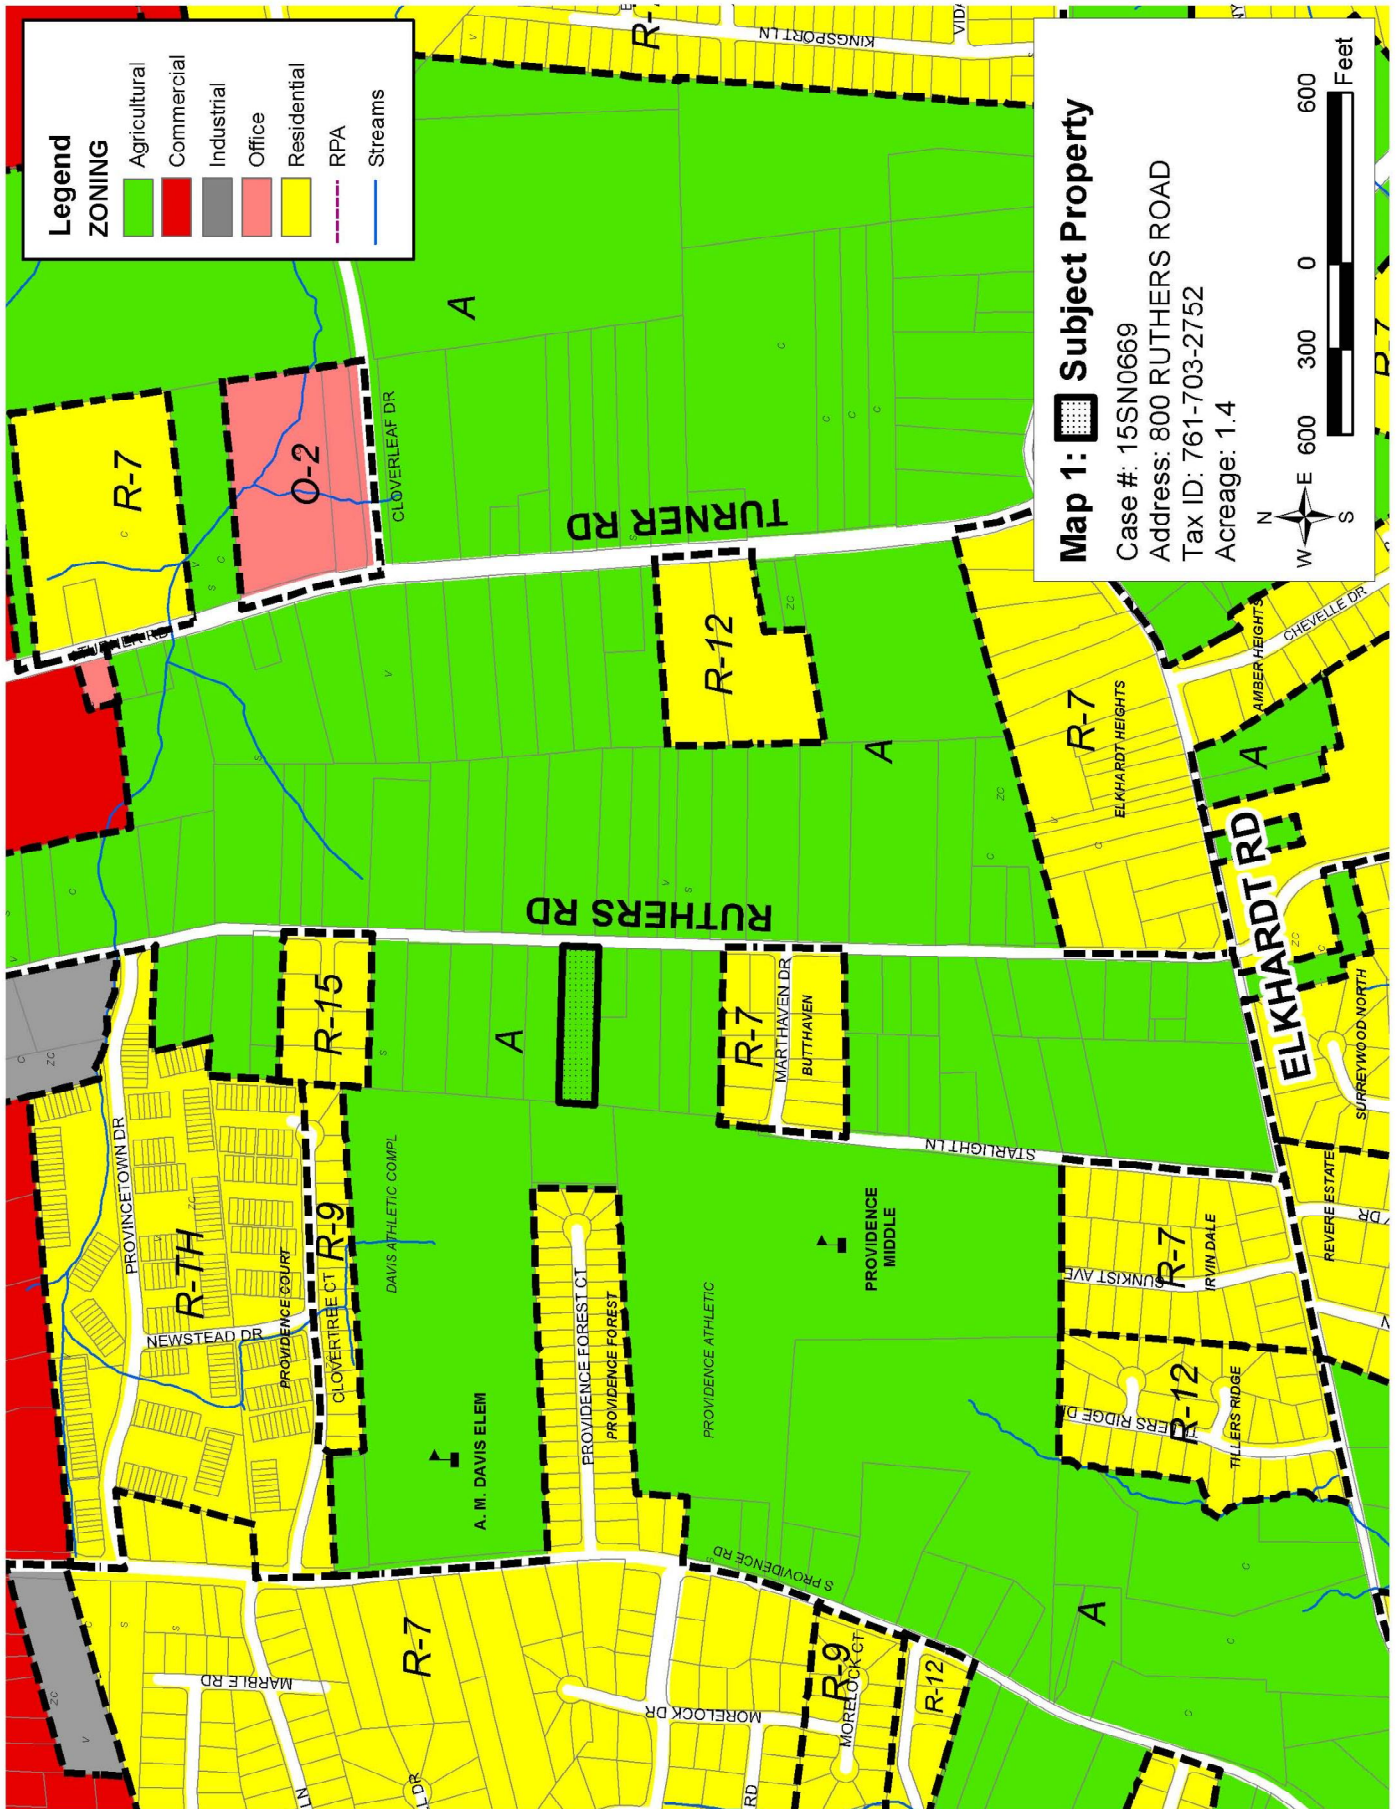 Legend
ZONING
Agricultural
Commercial
Industrial
Office
Residential
RPA
Streams
Map 1: Subject Property
Case #: 15SN0669
Address: 800 RUTHERS ROAD
Tax ID: 761-703-2752
Acreage: 1.4
N
W E
S
600 300 0 600
Feet
R-7
O-2
A
CLOVERLEAF DR
TURNER RD
TURNER RD
KINGSPORT LN
R-12
A
R-7
ELKHARDT HEIGHTS
AMBER HEIGHTS
CHEVELLE DR
A
RUTHERS RD
ELKHARDT RD
SURREYWOOD NORTH
R-15
A
R-7
MARTHAVEN DR
BUTTHAVEN
STARLIGHT LN
PROVINCETOWN DR
R-TH
NEWSTEAD DR
PROVIDENCE COURT
CLOVERTREE CT
R-9
DAVIS ATHLETIC COMPL
A. M. DAVIS ELEM
PROVIDENCE FOREST CT
PROVIDENCE FOREST
PROVIDENCE ATHLETIC
PROVIDENCE
MIDDLE
R-7
SUNKIST AVE
IRVIN DALE
REVERE ESTATE
R-12
TILLERS RIDGE
S PROVIDENCE RD
MARBLE RD
R-7
MORELOCK DR
R-9
MORELOCK CT
R-12
A
R-7